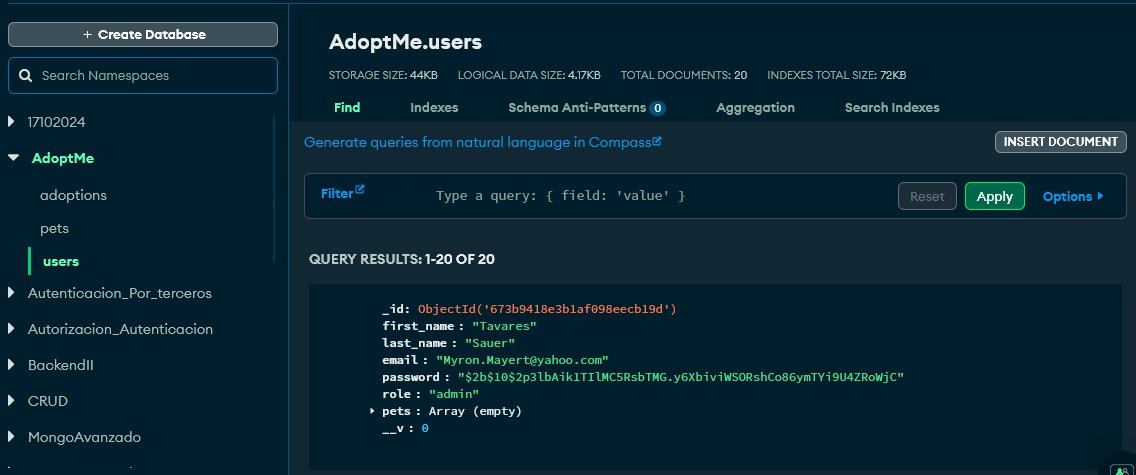 + Create Database
Search Namespaces
17102024
AdoptMe
adoptions
pets
users
Autenticacion_Por_terceros
Autorizacion_Autenticacion
BackendII
CRUD
MongoAvanzado
AdoptMe.users
STORAGE SIZE: 44KB LOGICAL DATA SIZE: 4.17KB TOTAL DOCUMENTS: 20 INDEXES TOTAL SIZE: 72KB
Find Indexes Schema Anti-Patterns 0 Aggregation Search Indexes
Generate queries from natural language in Compass
INSERT DOCUMENT
Filter Type a query: { field: 'value' } Reset Apply Options
QUERY RESULTS: 1-20 OF 20
_id: ObjectId('673b9418e3b1af098eecb19d')
first_name: "Tavares"
last_name: "Sauer"
email: "Myron.Mayert@yahoo.com"
password: "$2b$10$2p3lbAik1TIlMC5RsbTMG.y6XbiviWSORshCo86ymTYi9U4ZRoWjC"
role: "admin"
pets: Array (empty)
__v: 0